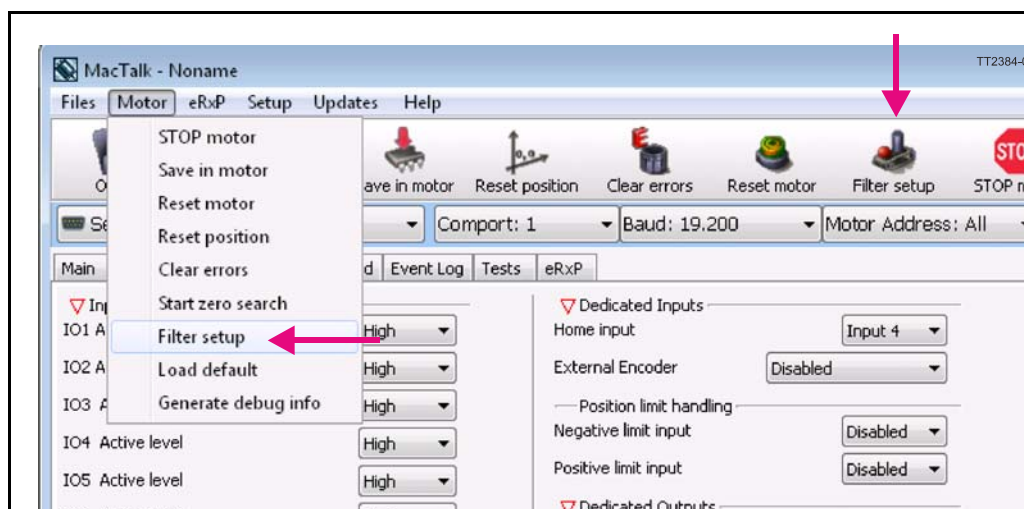 TT2384-0
MacTalk - Noname
Files Motor eRxP Setup Updates Help
STOP motor
Save in motor
Reset motor
Reset position
Clear errors
Start zero search
Filter setup
Load default
Generate debug info
ave in motor Reset position Clear errors Reset motor Filter setup STOP m
STO
Se Comport: 1 Baud: 19.200 Motor Address: All
Main d Event Log Tests eRxP
Inp
IO1 A High
IO2 A High
IO3 A High
IO4 Active level High
IO5 Active level High
Dedicated Inputs
Home input Input 4
External Encoder Disabled
Position limit handling
Negative limit input Disabled
Positive limit input Disabled
Dedicated Outputs